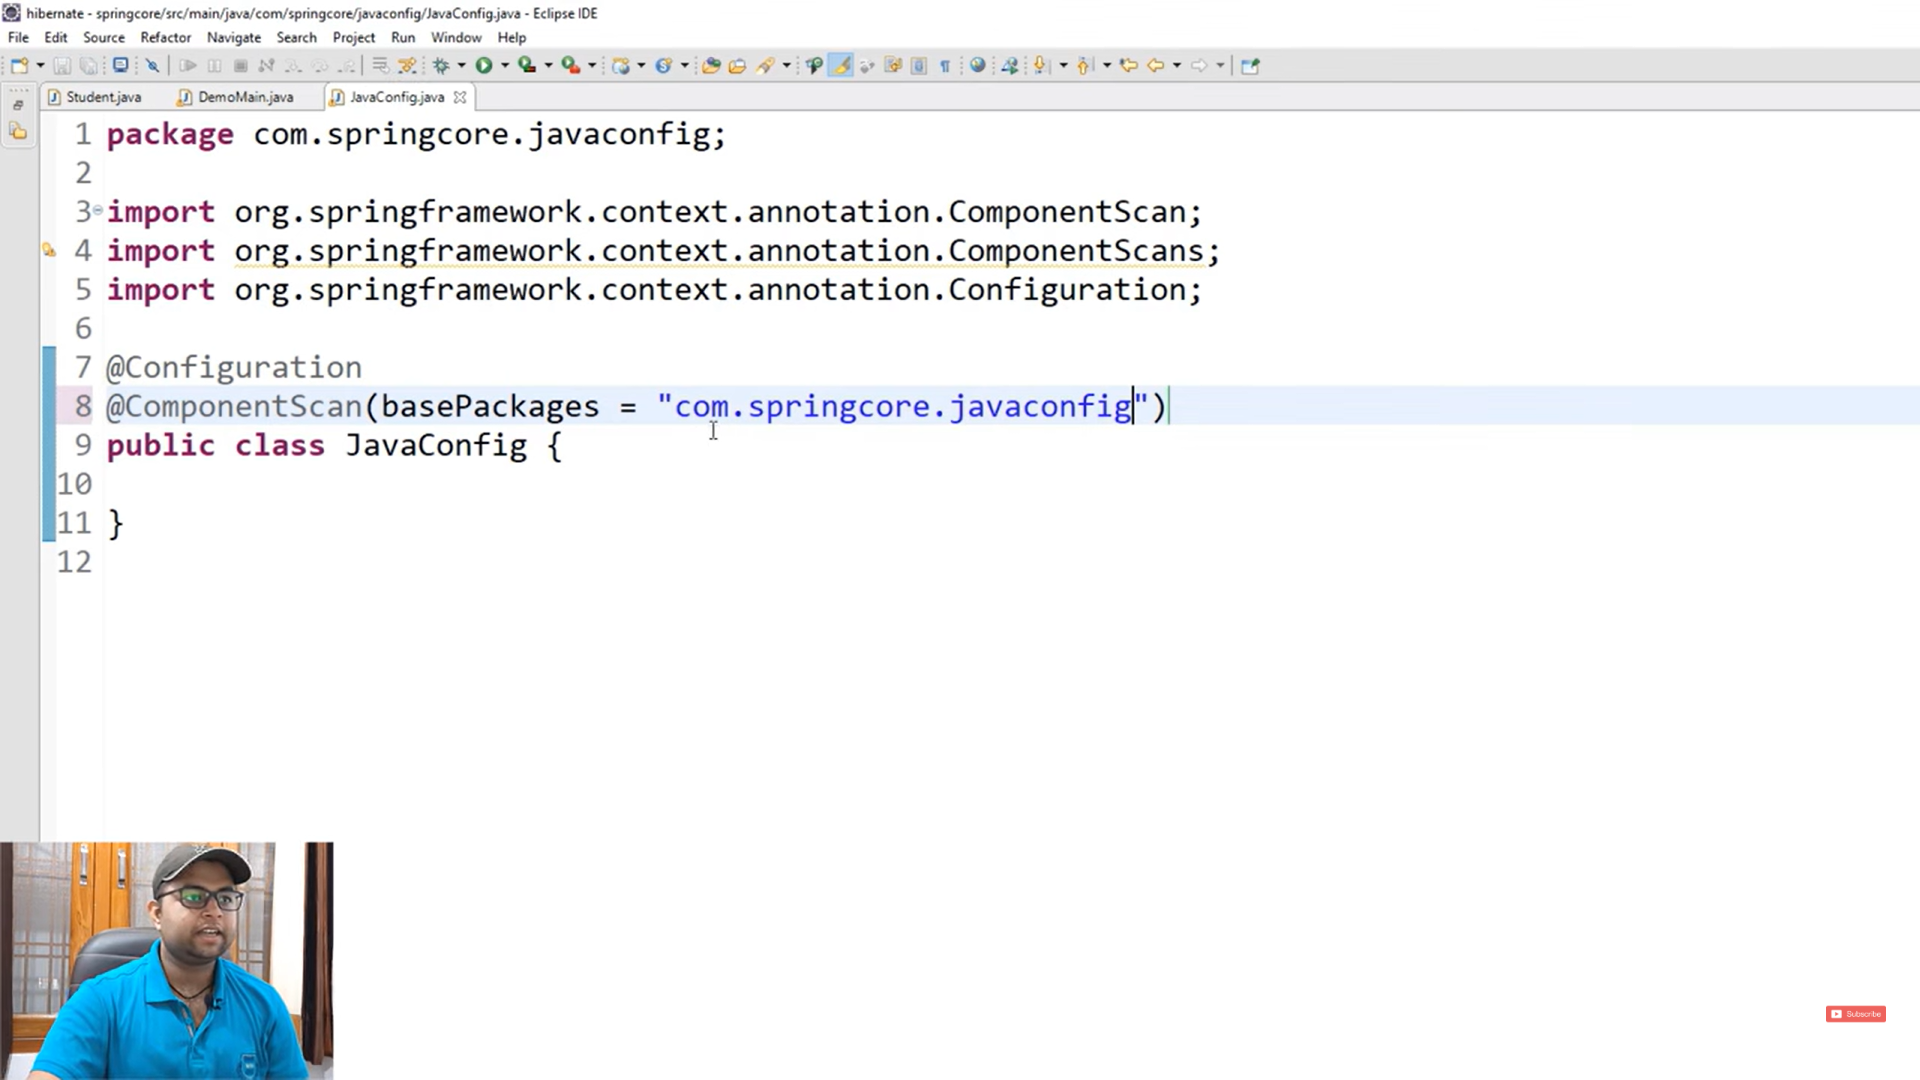 hibernate - springcore/src/main/java/com/springcore/javaconfig/JavaConfig.java - Eclipse IDE
File Edit Source Refactor Navigate Search Project Run Window Help
Student.java DemoMain.java JavaConfig.java
1 package com.springcore.javaconfig;
2
3 import org.springframework.context.annotation.ComponentScan;
4 import org.springframework.context.annotation.ComponentScans;
5 import org.springframework.context.annotation.Configuration;
6
7 @Configuration
8 @ComponentScan(basePackages = "com.springcore.javaconfig")
9 public class JavaConfig {
10
11 }
12
Subscribe